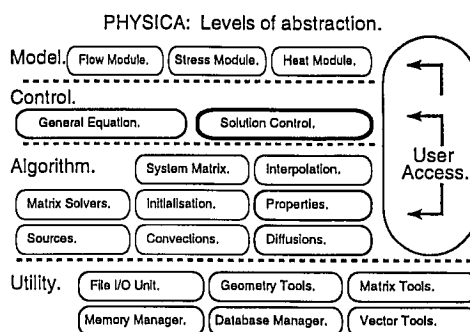 PHYSICA: Levels of abstraction.
Model. Flow Module. Stress Module. Heat Module.
Control.
General Equation. Solution Control.
User Access.
Algorithm. System Matrix. Interpolation.
Matrix Solvers. Initialisation. Properties.
Sources. Convections. Diffusions.
Utility. File I/O Unit. Geometry Tools. Matrix Tools.
Memory Manager. Database Manager. Vector Tools.